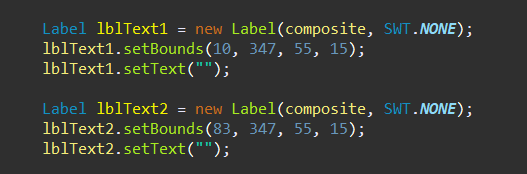 Label lblText1 = new Label(composite, SWT.NONE);
lblText1.setBounds(10, 347, 55, 15);
lblText1.setText("");
Label lblText2 = new Label(composite, SWT.NONE);
lblText2.setBounds(83, 347, 55, 15);
lblText2.setText("");